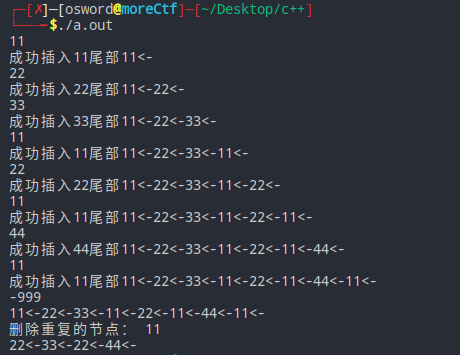 ┌─[✗]─[osword@moreCtf]─[~/Desktop/c++]
└──╼ $./a.out
11
成功插入11尾部11<-
22
成功插入22尾部11<-22<-
33
成功插入33尾部11<-22<-33<-
11
成功插入11尾部11<-22<-33<-11<-
22
成功插入22尾部11<-22<-33<-11<-22<-
11
成功插入11尾部11<-22<-33<-11<-22<-11<-
44
成功插入44尾部11<-22<-33<-11<-22<-11<-44<-
11
成功插入11尾部11<-22<-33<-11<-22<-11<-44<-11<-
-999
11<-22<-33<-11<-22<-11<-44<-11<-
删除重复的节点： 11
22<-33<-22<-44<-